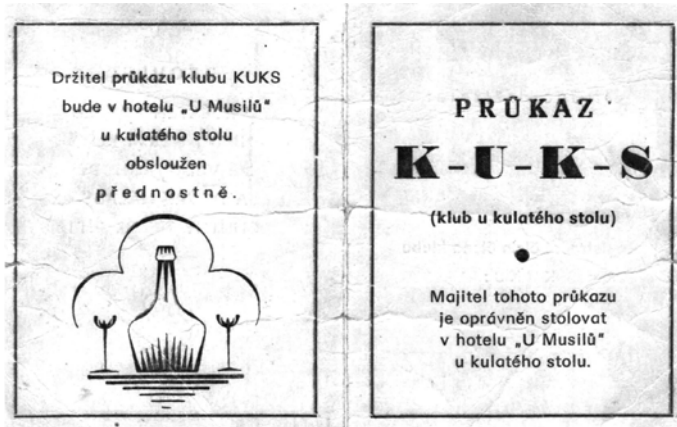 Držitel průkazu klubu KUKS
bude v hotelu „U Musilů“
u kulatého stolu
obsloužen
přednostně.
PRŮKAZ
K-U-K-S
(klub u kulatého stolu)
Majitel tohoto průkazu
je oprávněn stolovat
v hotelu „U Musilů“
u kulatého stolu.